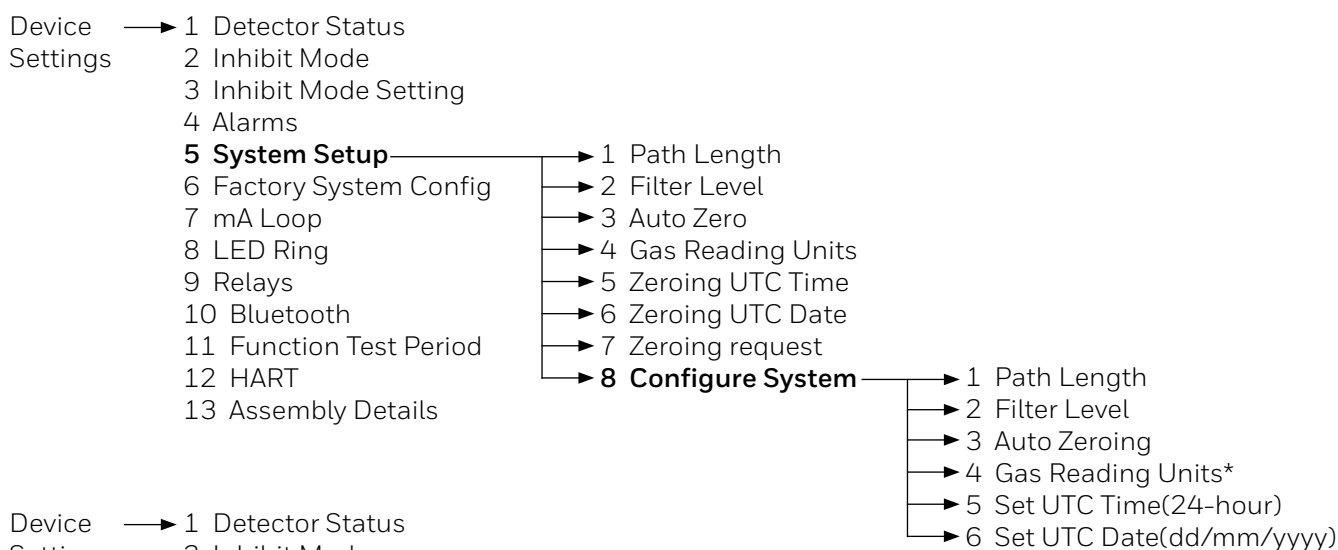 Device
Settings
1 Detector Status
2 Inhibit Mode
3 Inhibit Mode Setting
4 Alarms
5 System Setup
6 Factory System Config
7 mA Loop
8 LED Ring
9 Relays
10 Bluetooth
11 Function Test Period
12 HART
13 Assembly Details
1 Path Length
2 Filter Level
3 Auto Zero
4 Gas Reading Units
5 Zeroing UTC Time
6 Zeroing UTC Date
7 Zeroing request
8 Configure System
1 Path Length
2 Filter Level
3 Auto Zeroing
4 Gas Reading Units*
5 Set UTC Time(24-hour)
6 Set UTC Date(dd/mm/yyyy)
Device
1 Detector Status